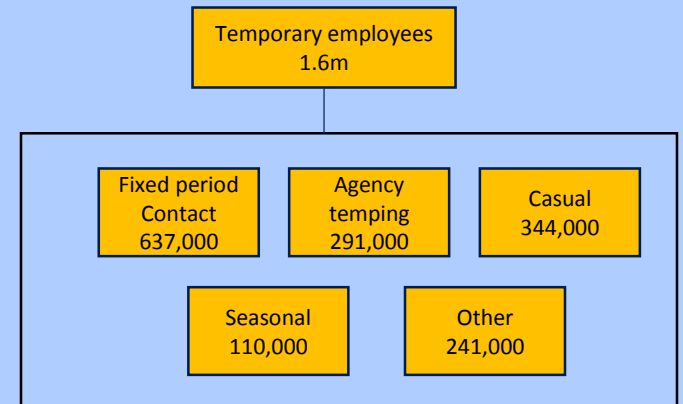 Temporary employees
1.6m
Fixed period
Contact
637,000
Agency
temping
291,000
Casual
344,000
Seasonal
110,000
Other
241,000